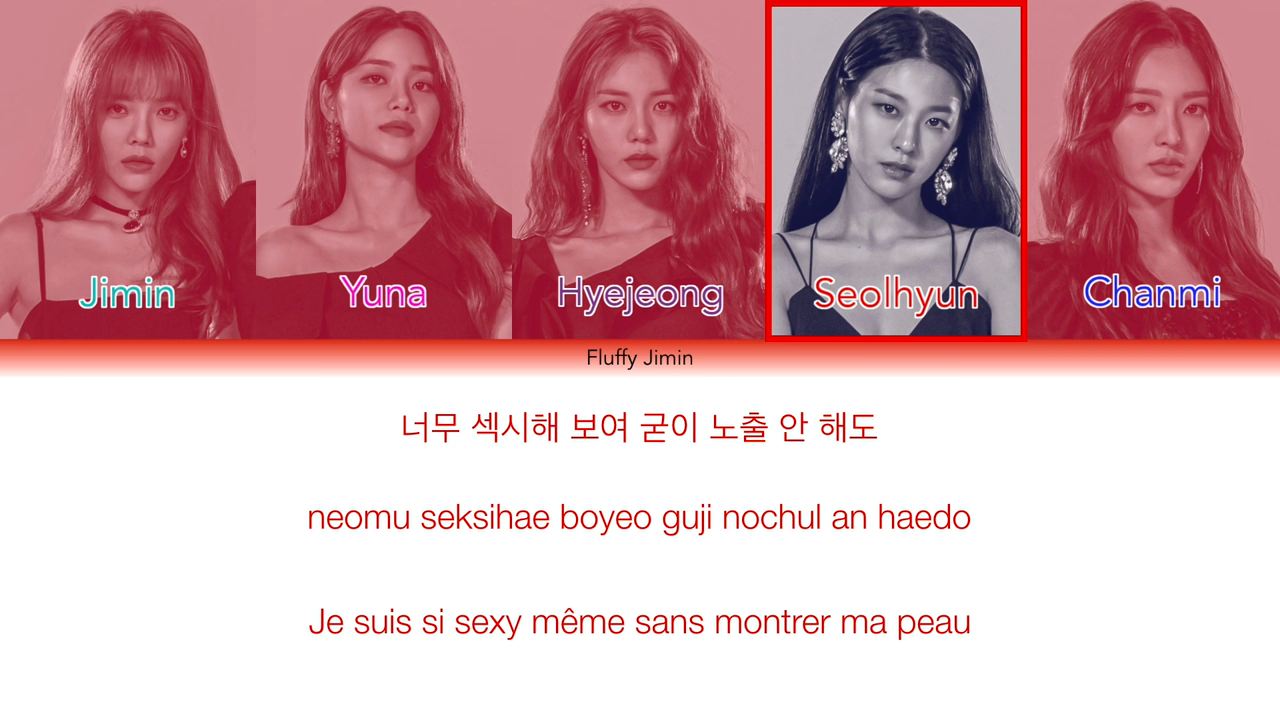 Jimin Yuna Hyejeong Seolhyun Chanmi
Fluffy Jimin
너무 섹시해 보여 굳이 노출 안 해도
neomu seksihae boyeo guji nochul an haedo
Je suis si sexy même sans montrer ma peau